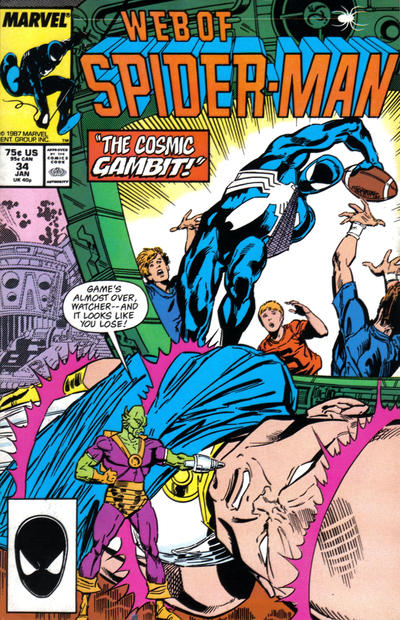 MARVEL
WEB OF
SPIDER-MAN
© 1987 MARVEL
ENT. GROUP, INC.
TM
75¢ US
95¢ CAN
34
JAN
UK 40p
APPROVED
BY THE
COMICS
CODE
AUTHORITY
"THE COSMIC
GAMBIT!"
GAME'S
ALMOST OVER,
WATCHER--AND
IT LOOKS LIKE
YOU LOSE!